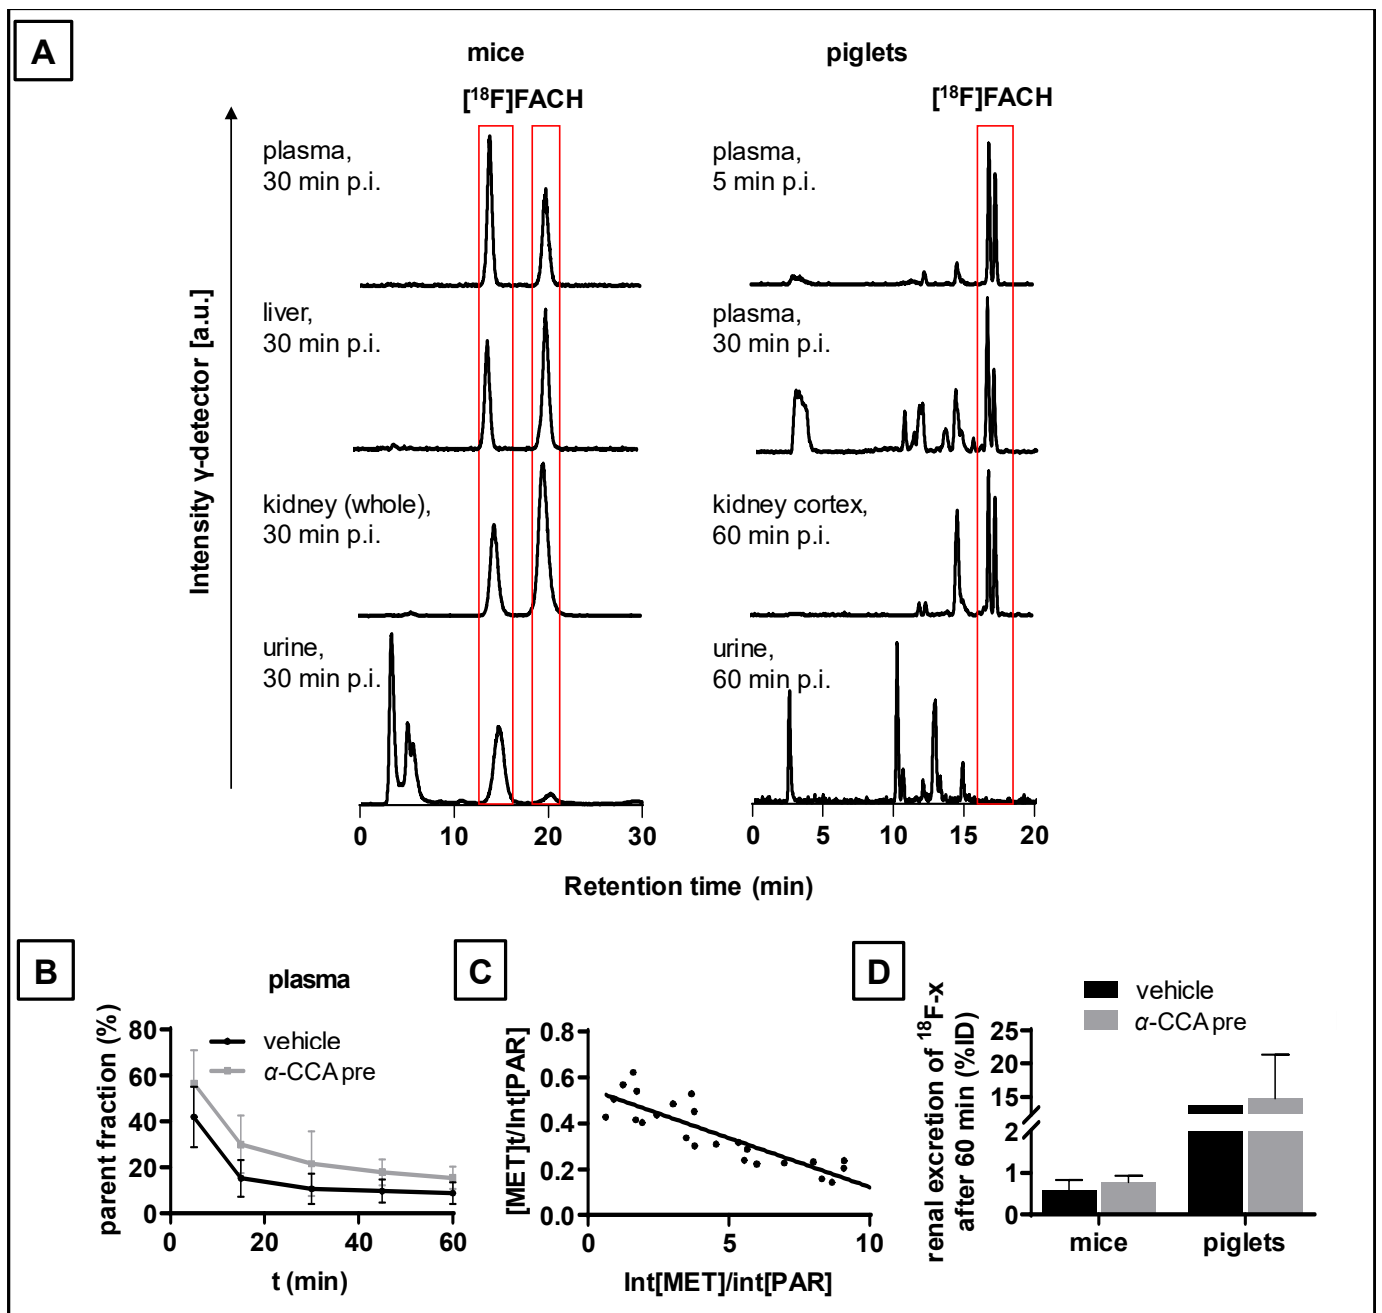 A
mice
piglets
[¹⁸F]FACH
[¹⁸F]FACH
Intensity γ-detector [a.u.]
plasma,
30 min p.i.
liver,
30 min p.i.
kidney (whole),
30 min p.i.
urine,
30 min p.i.
0 10 20 30
plasma,
5 min p.i.
plasma,
30 min p.i.
kidney cortex,
60 min p.i.
urine,
60 min p.i.
0 5 10 15 20
Retention time (min)
B
plasma
parent fraction (%)
80
60
40
20
0
vehicle
α-CCA pre
0 20 40 60
t (min)
C
[MET]t/Int[PAR]
0.8
0.6
0.4
0.2
0.0
0 5 10
Int[MET]/int[PAR]
D
vehicle
α-CCA pre
renal excretion of ¹⁸F-x
after 60 min (%ID)
25
20
15
2
1
0
mice piglets